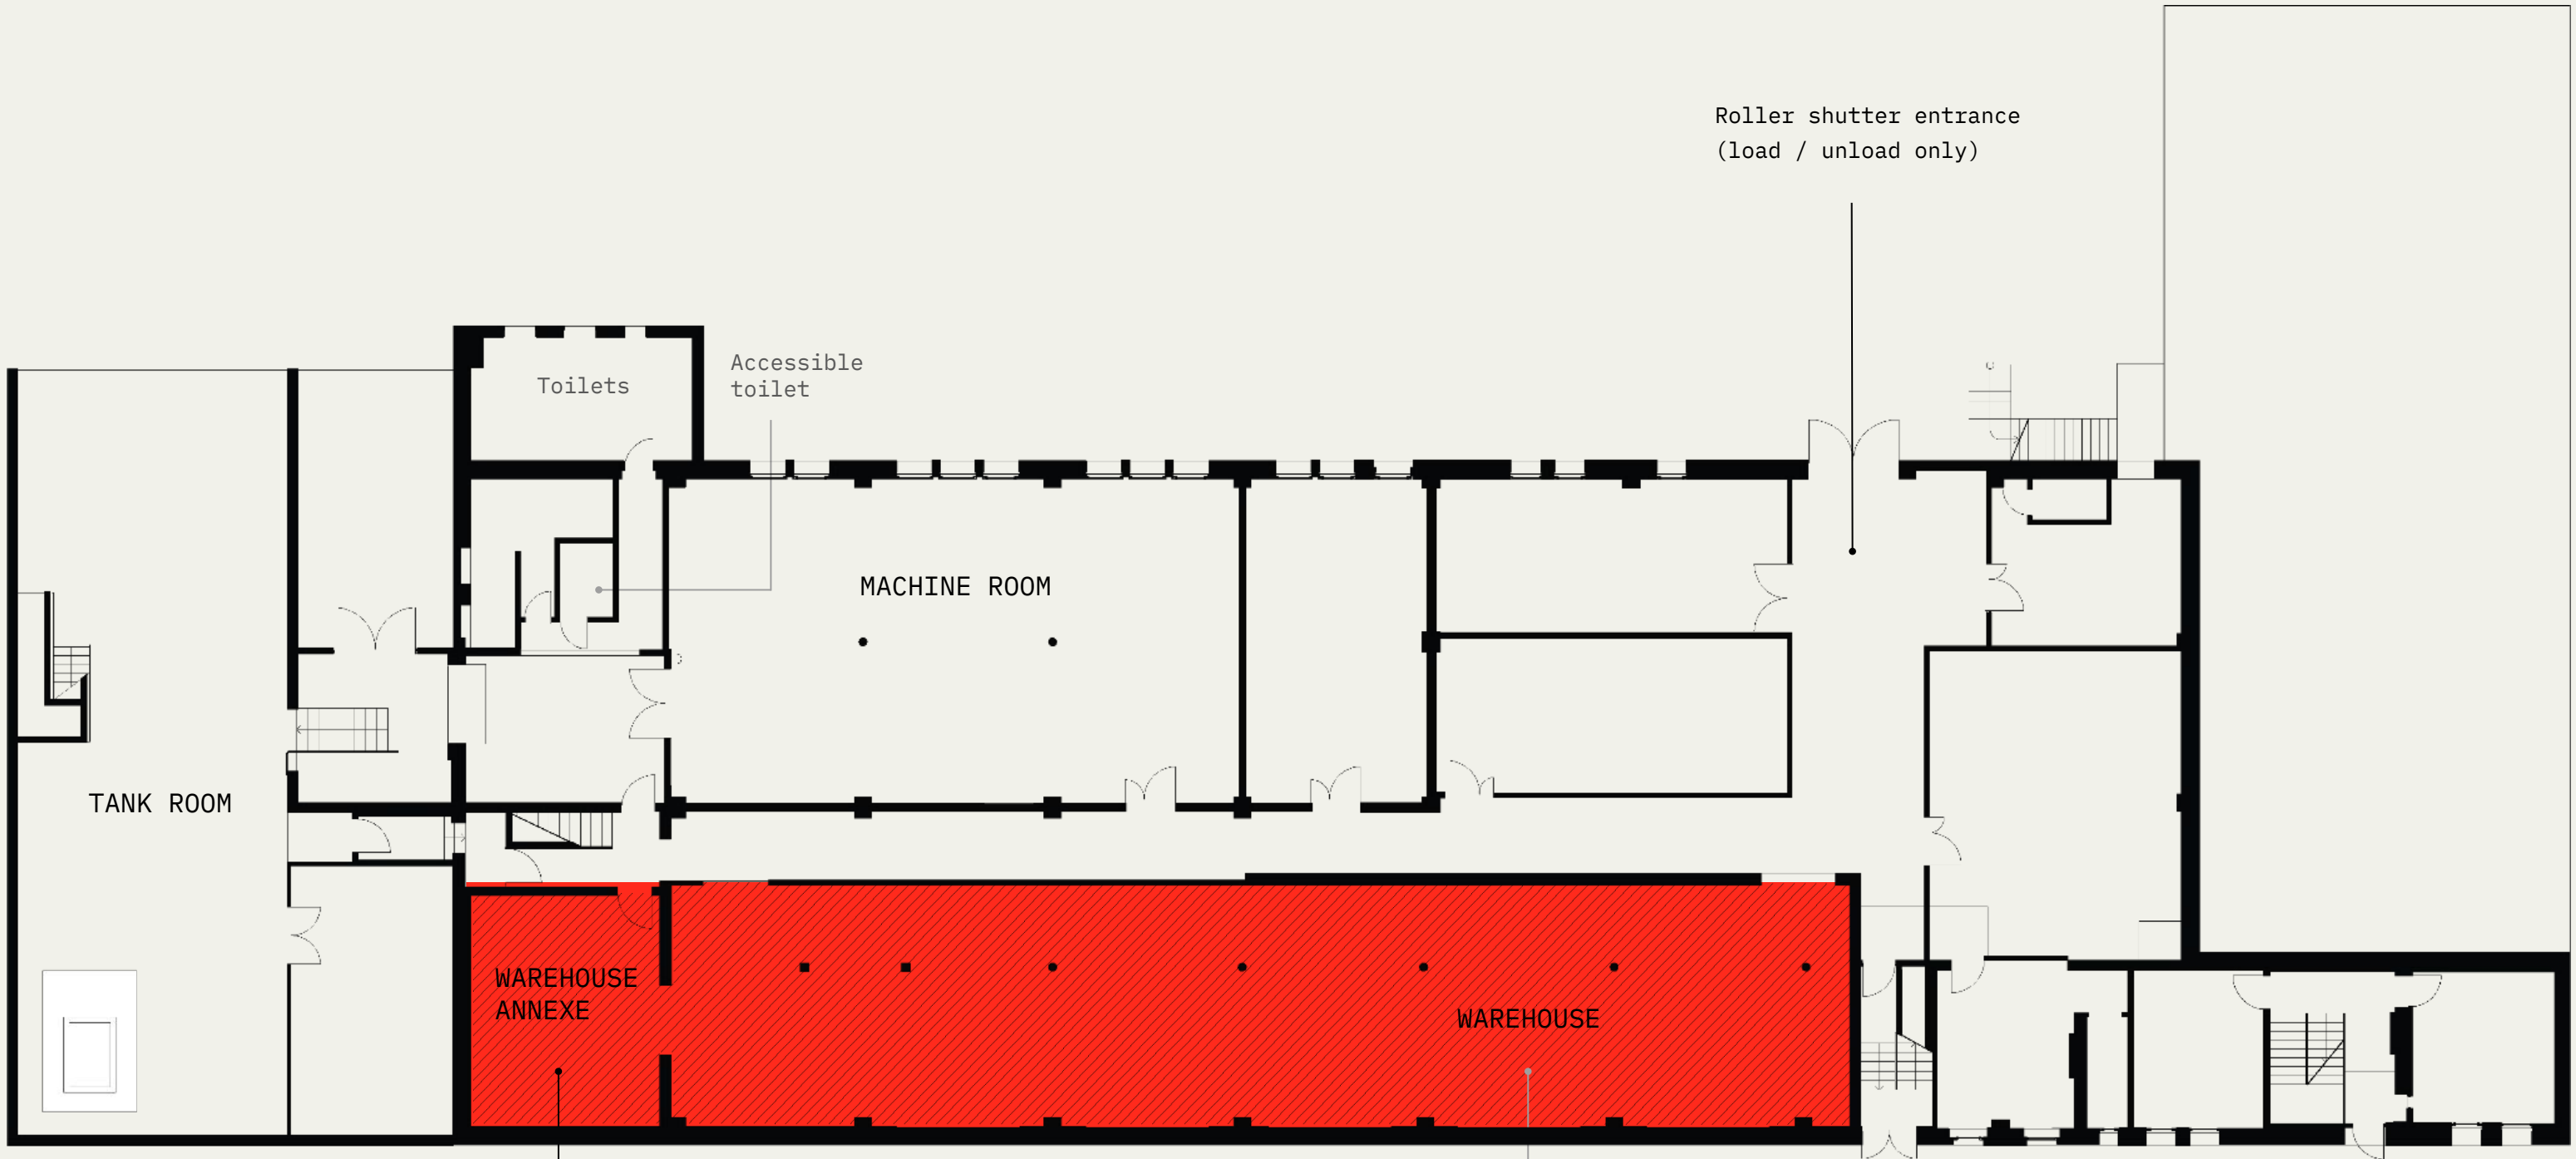 Roller shutter entrance
(load / unload only)
Accessible
toilet
Toilets
MACHINE ROOM
TANK ROOM
WAREHOUSE
ANNEXE
WAREHOUSE